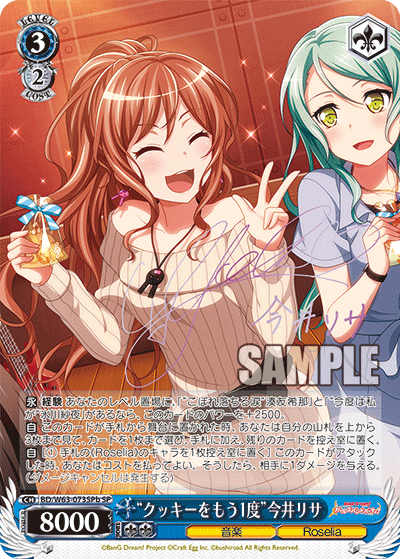 LEVEL
3
2
COST
今井リサ
SAMPLE
永 経験 あなたのレベル置場に、「“こぼれ落ちる涙”湊友希那」と「“今度は私が”氷川紗夜」があるなら、このカードのパワーを＋2500。
自 このカードが手札から舞台に置かれた時、あなたは自分の山札を上から3枚まで見て、カードを1枚まで選び、手札に加え、残りのカードを控え室に置く。
自 ［① 手札の《Roselia》のキャラを1枚控え室に置く］ このカードがアタックした時、あなたはコストを払ってよい。そうしたら、相手に1ダメージを与える。（ダメージキャンセルは発生する）
CH BD/W63-073SPb SP
8000
“クッキーをもう1度”今井リサ
音楽 Roselia
©BanG Dream! Project ©Craft Egg Inc. ©bushiroad All Rights Reserved.